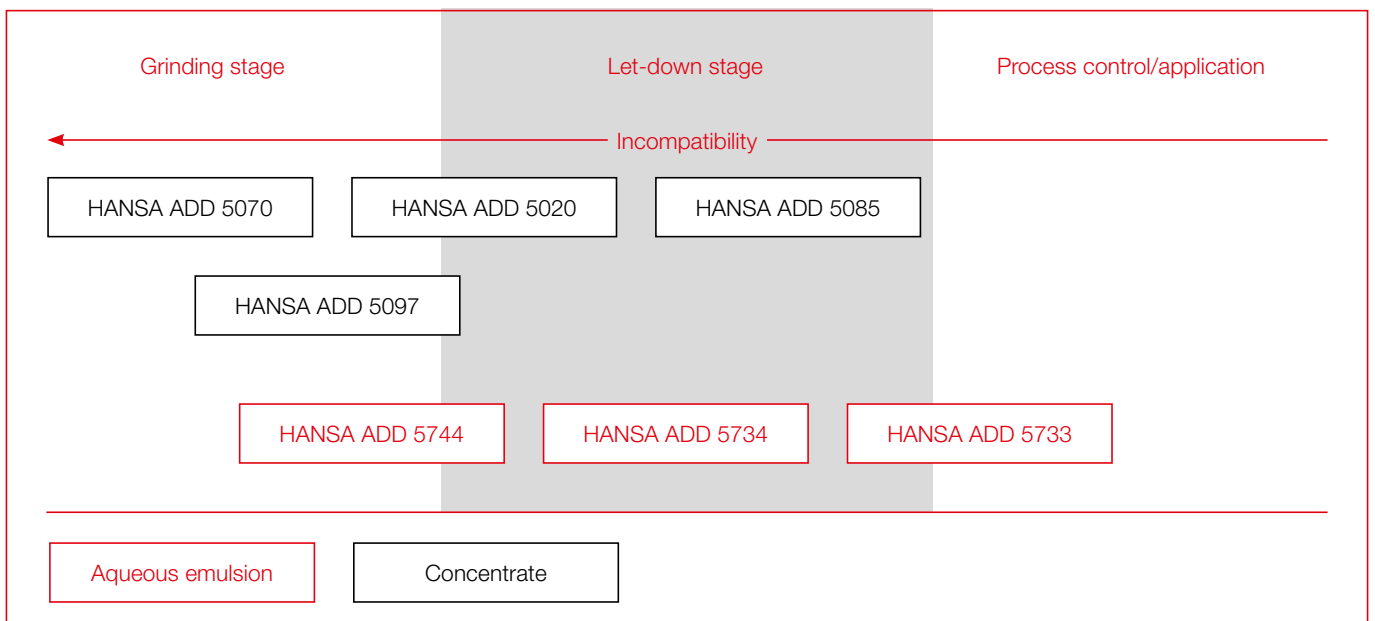 Grinding stage
Let-down stage
Process control/application
Incompatibility
HANSA ADD 5070
HANSA ADD 5020
HANSA ADD 5085
HANSA ADD 5097
HANSA ADD 5744
HANSA ADD 5734
HANSA ADD 5733
Aqueous emulsion
Concentrate